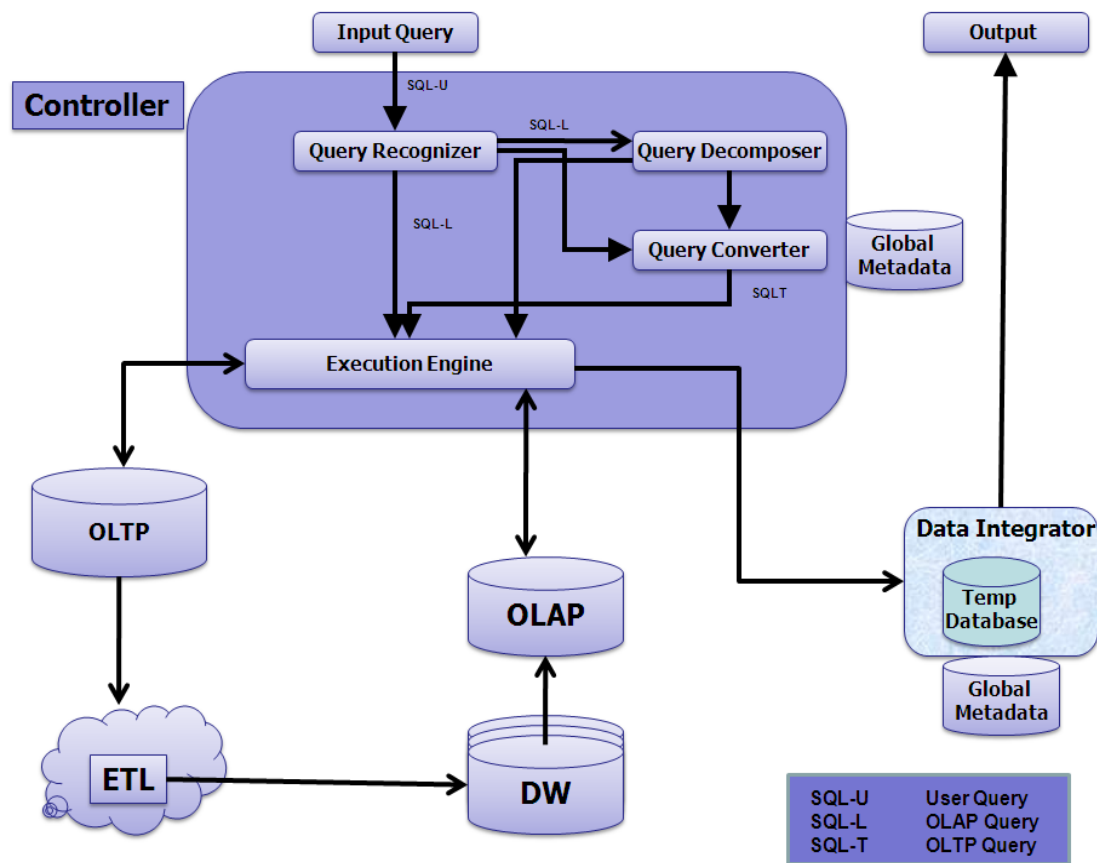 Input Query
Output
SQL-U
Controller
SQL-L
Query Recognizer
Query Decomposer
SQL-L
Query Converter
Global
Metadata
SQLT
Execution Engine
OLTP
Data Integrator
Temp
Database
OLAP
Global
Metadata
ETL
DW
SQL-U User Query
SQL-L OLAP Query
SQL-T OLTP Query